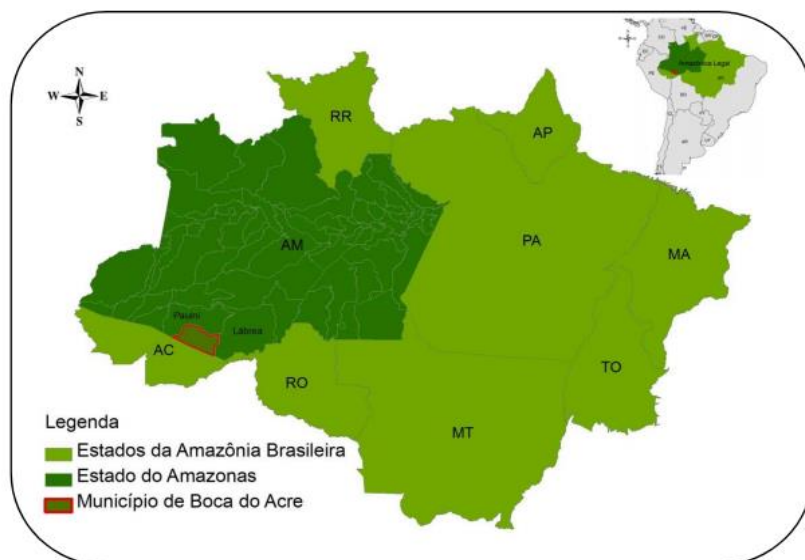 N
W E
S
Amazônia Legal
RR
AP
AM
PA
MA
Pauini
Lábrea
AC
RO
TO
MT
Legenda
Estados da Amazônia Brasileira
Estado do Amazonas
Município de Boca do Acre